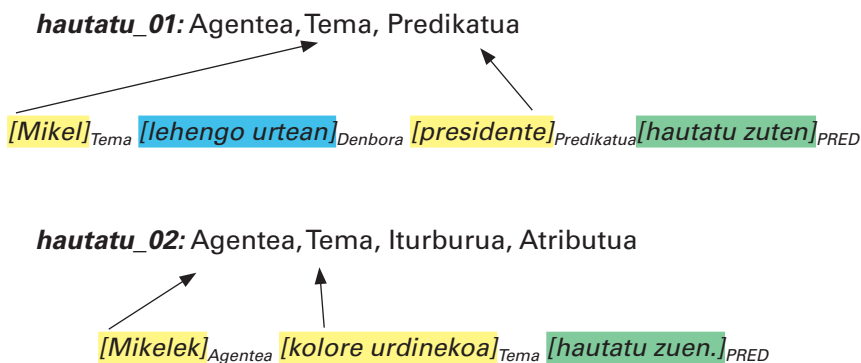 hautatu_01: Agentea, Tema, Predikatua
[Mikel]Tema [lehengo urtean]Denbora [presidente]Predikatua[hautatu zuten]PRED
hautatu_02: Agentea, Tema, Iturburua, Atributua
[Mikelek]Agentea [kolore urdinekoa]Tema [hautatu zuen.]PRED